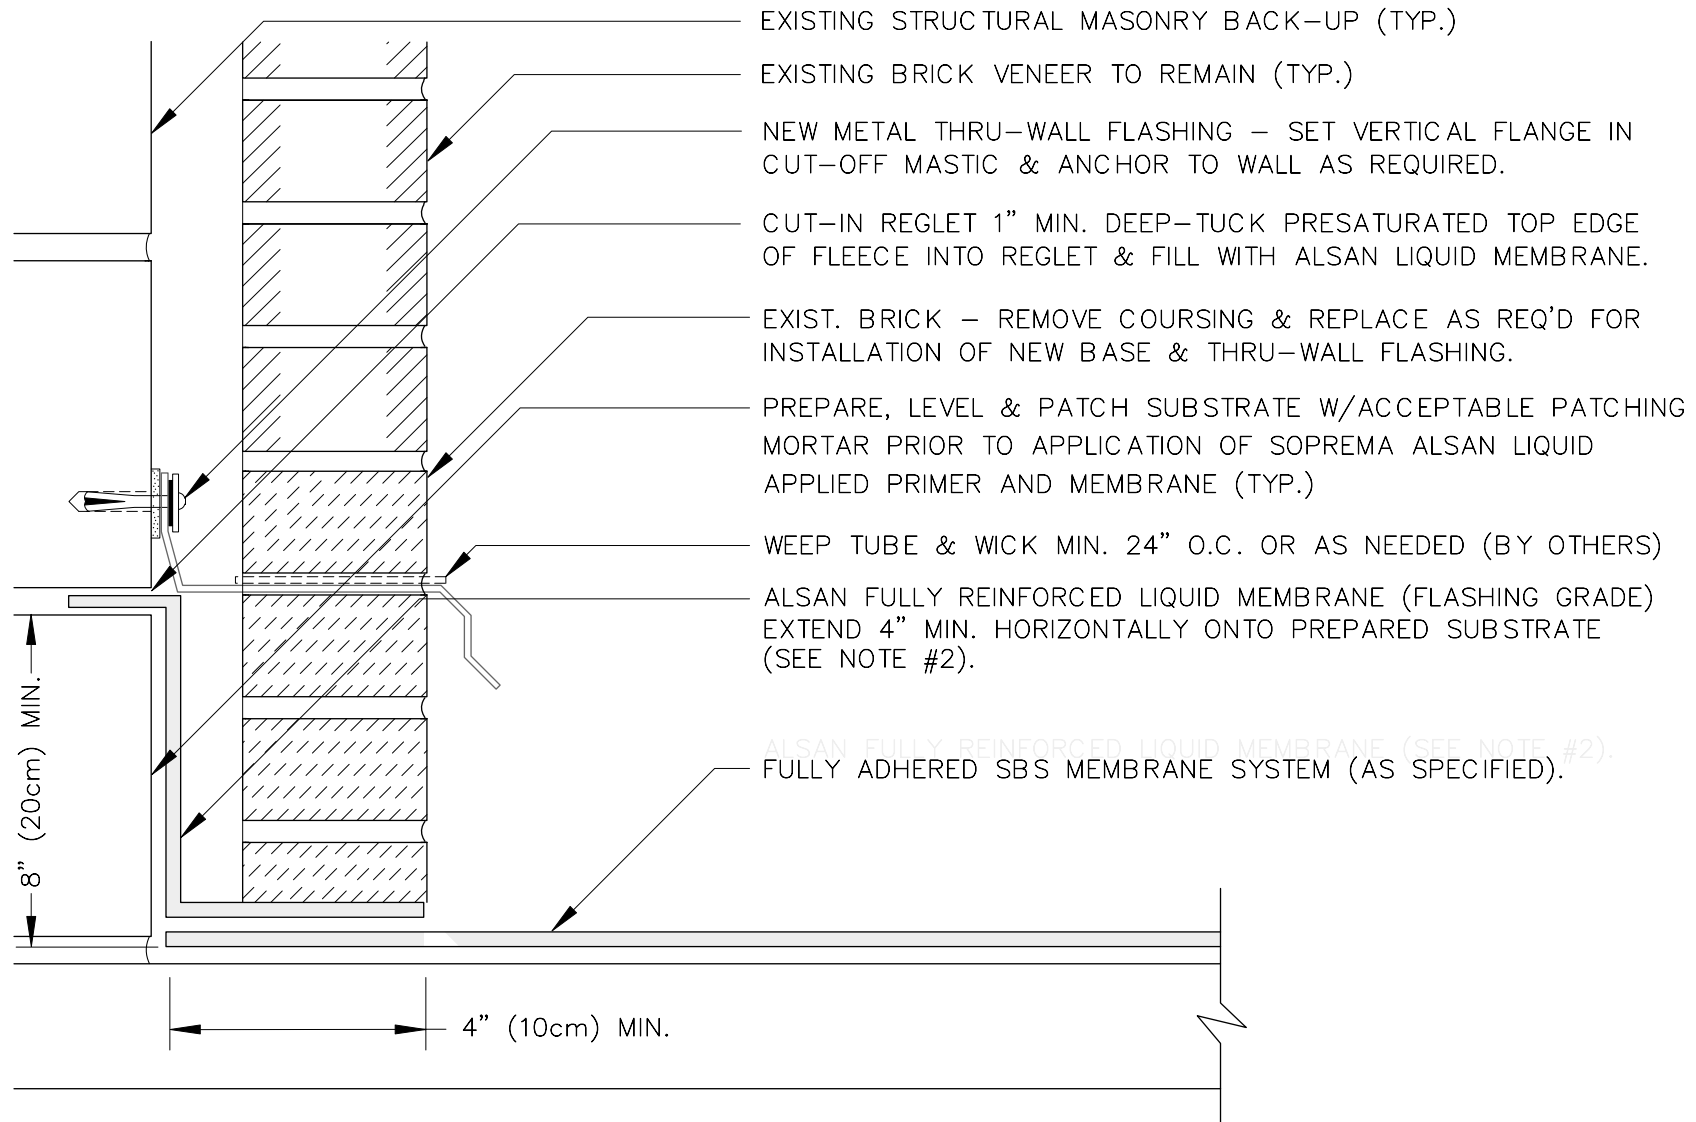 EXISTING STRUCTURAL MASONRY BACK–UP (TYP.)
EXISTING BRICK VENEER TO REMAIN (TYP.)
NEW METAL THRU–WALL FLASHING – SET VERTICAL FLANGE IN
CUT–OFF MASTIC & ANCHOR TO WALL AS REQUIRED.
CUT–IN REGLET 1” MIN. DEEP–TUCK PRESATURATED TOP EDGE
OF FLEECE INTO REGLET & FILL WITH ALSAN LIQUID MEMBRANE.
EXIST. BRICK – REMOVE COURSING & REPLACE AS REQ’D FOR
INSTALLATION OF NEW BASE & THRU–WALL FLASHING.
PREPARE, LEVEL & PATCH SUBSTRATE W/ACCEPTABLE PATCHING
MORTAR PRIOR TO APPLICATION OF SOPREMA ALSAN LIQUID
APPLIED PRIMER AND MEMBRANE (TYP.)
WEEP TUBE & WICK MIN. 24” O.C. OR AS NEEDED (BY OTHERS)
ALSAN FULLY REINFORCED LIQUID MEMBRANE (FLASHING GRADE)
EXTEND 4” MIN. HORIZONTALLY ONTO PREPARED SUBSTRATE
(SEE NOTE #2).
ALSAN FULLY REINFORCED LIQUID MEMBRANE (SEE NOTE #2).
FULLY ADHERED SBS MEMBRANE SYSTEM (AS SPECIFIED).
8” (20cm) MIN.
4” (10cm) MIN.